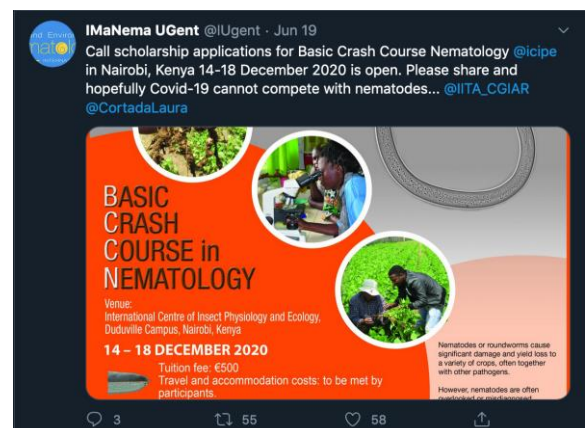 IMaNema UGent @IUgent · Jun 19
Call scholarship applications for Basic Crash Course Nematology @icipe
in Nairobi, Kenya 14-18 December 2020 is open. Please share and
hopefully Covid-19 cannot compete with nematodes... @IITA_CGIAR
@CortadaLaura
BASIC
CRASH
COURSE in
NEMATOLOGY
Venue:
International Centre of Insect Physiology and Ecology,
Duduville Campus, Nairobi, Kenya
14 – 18 DECEMBER 2020
Tuition fee: €500
Travel and accommodation costs: to be met by
participants.
Nematodes or roundworms cause
significant damage and yield loss to
a variety of crops, often together
with other pathogens.
However, nematodes are often
overlooked or misdiagnosed
3 55 58